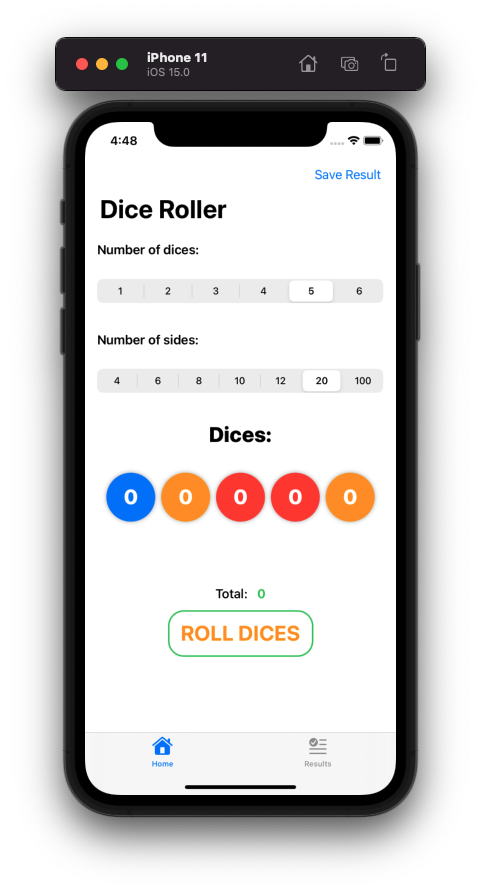 iPhone 11
iOS 15.0
4:48
Save Result
Dice Roller
Number of dices:
1 2 3 4 5 6
Number of sides:
4 6 8 10 12 20 100
Dices:
0 0 0 0 0
Total: 0
ROLL DICES
Home Results